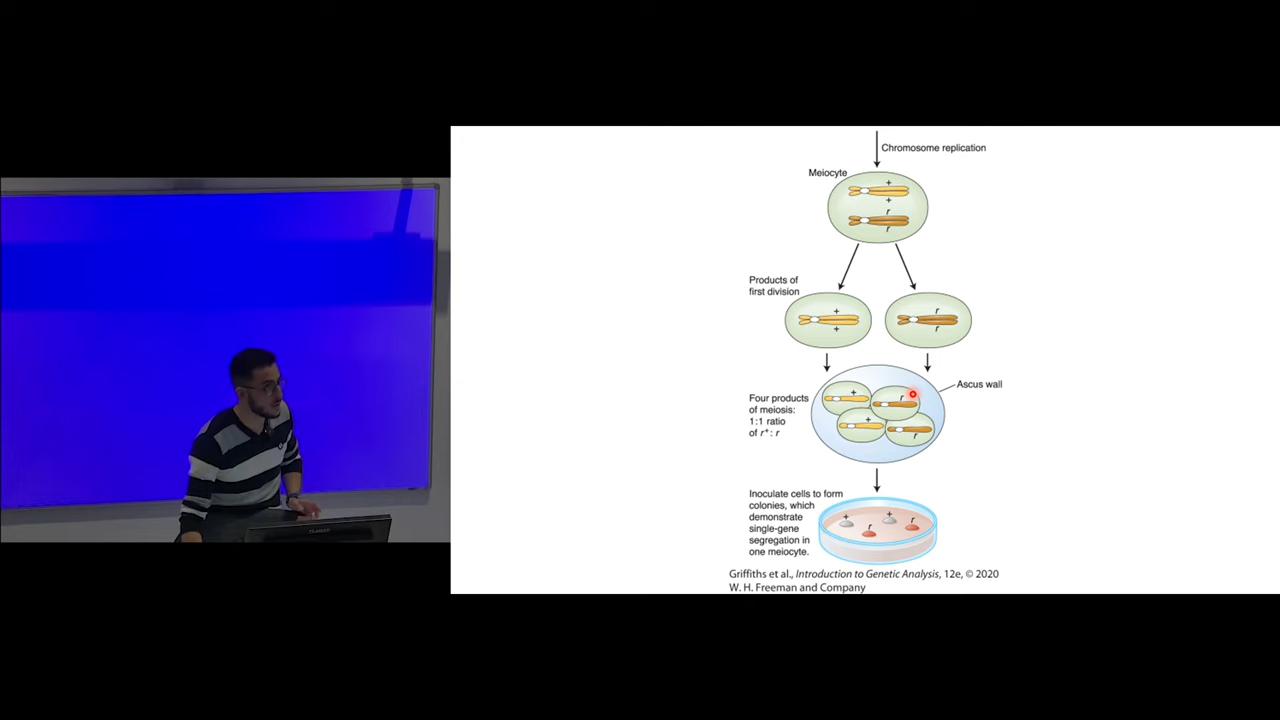 Chromosome replication
Meiocyte
+
+
r
r
Products of
first division
+
+
r
r
Ascus wall
Four products
of meiosis:
1:1 ratio
of r⁺: r
+
r
+
r
Inoculate cells to form
colonies, which
demonstrate
single-gene
segregation in
one meiocyte.
+
+
r
r
Griffiths et al., Introduction to Genetic Analysis, 12e, © 2020
W. H. Freeman and Company